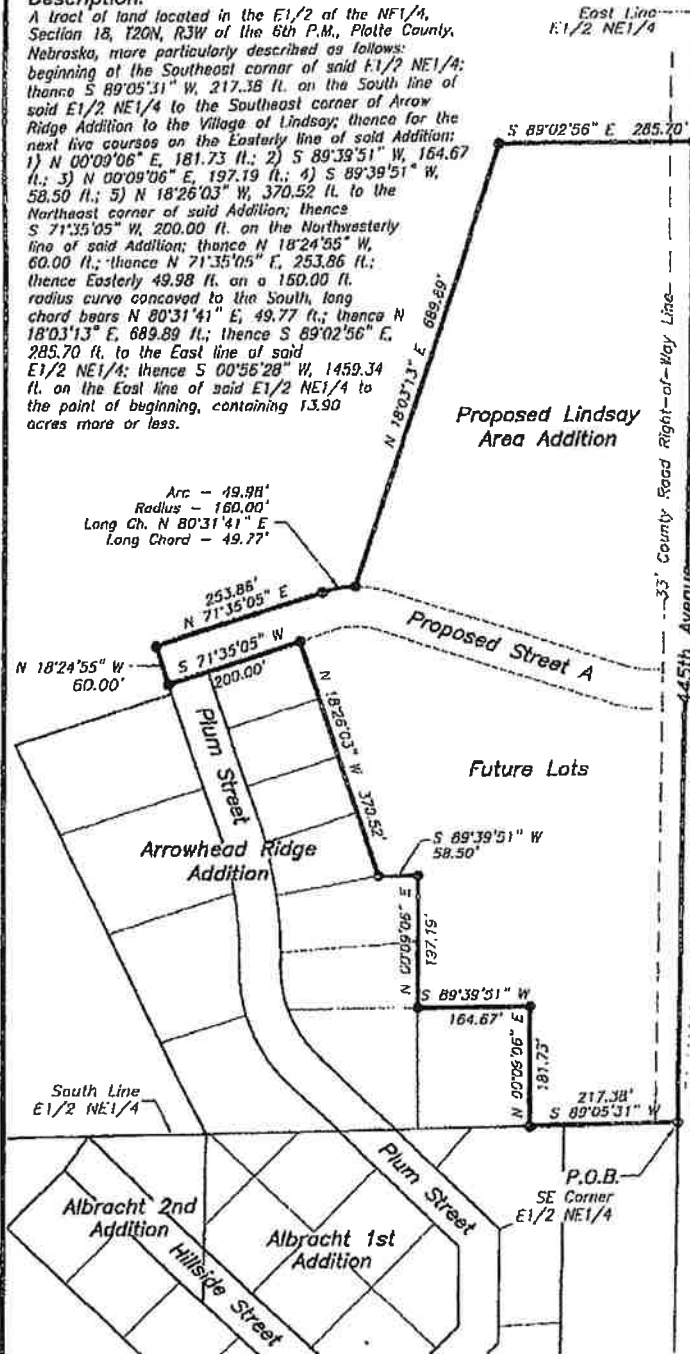 Description:
A tract of land located in the E1/2 of the NE1/4,
Section 18, T20N, R3W of the 6th P.M., Platte County,
Nebraska, more particularly described as follows:
beginning at the Southeast corner of said E1/2 NE1/4;
thence S 89°05'31" W, 217.38 ft. on the South line of
said E1/2 NE1/4 to the Southeast corner of Arrow
Ridge Addition to the Village of Lindsay; thence for the
next five courses on the Easterly line of said Addition;
1) N 00°09'06" E, 181.73 ft.; 2) S 89°39'51" W, 164.67
ft.; 3) N 00°09'06" E, 197.19 ft.; 4) S 89°39'51" W,
58.50 ft.; 5) N 18°26'03" W, 370.52 ft. to the
Northeast corner of said Addition; thence
S 71°35'05" W, 200.00 ft. on the Northwesterly
line of said Addition; thence N 18°24'55" W,
60.00 ft.; thence N 71°35'05" E, 253.86 ft.;
thence Easterly 49.98 ft. on a 160.00 ft.
radius curve concaved to the South, long
chord bears N 80°31'41" E, 49.77 ft.; thence N
18°03'13" E, 689.89 ft.; thence S 89°02'56" E,
285.70 ft. to the East line of said
E1/2 NE1/4; thence S 00°56'28" W, 1459.34
ft. on the East line of said E1/2 NE1/4 to
the point of beginning, containing 13.90
acres more or less.
East Line
E1/2 NE1/4
S 89°02'56" E 285.70'
N 18°03'13" E 689.89'
33' County Road Right-of-Way Line
445th Avenue
Proposed Lindsay
Area Addition
Arc - 49.98'
Radius - 160.00'
Long Ch. N 80°31'41" E
Long Chord - 49.77'
253.86'
N 71°35'05" E
N 18°24'55" W
60.00'
S 71°35'05" W
200.00'
Proposed Street A
N 18°26'03" W 370.52'
Plum Street
Future Lots
Arrowhead Ridge
Addition
S 89°39'51" W
58.50'
N 00°09'06" E
197.19'
S 89°39'51" W
164.67'
N 00°09'06" E
181.73'
217.38'
S 89°05'31" W
South Line
E1/2 NE1/4
P.O.B.
SE Corner
E1/2 NE1/4
Plum Street
Albracht 2nd
Addition
Albracht 1st
Addition
Hillside Street